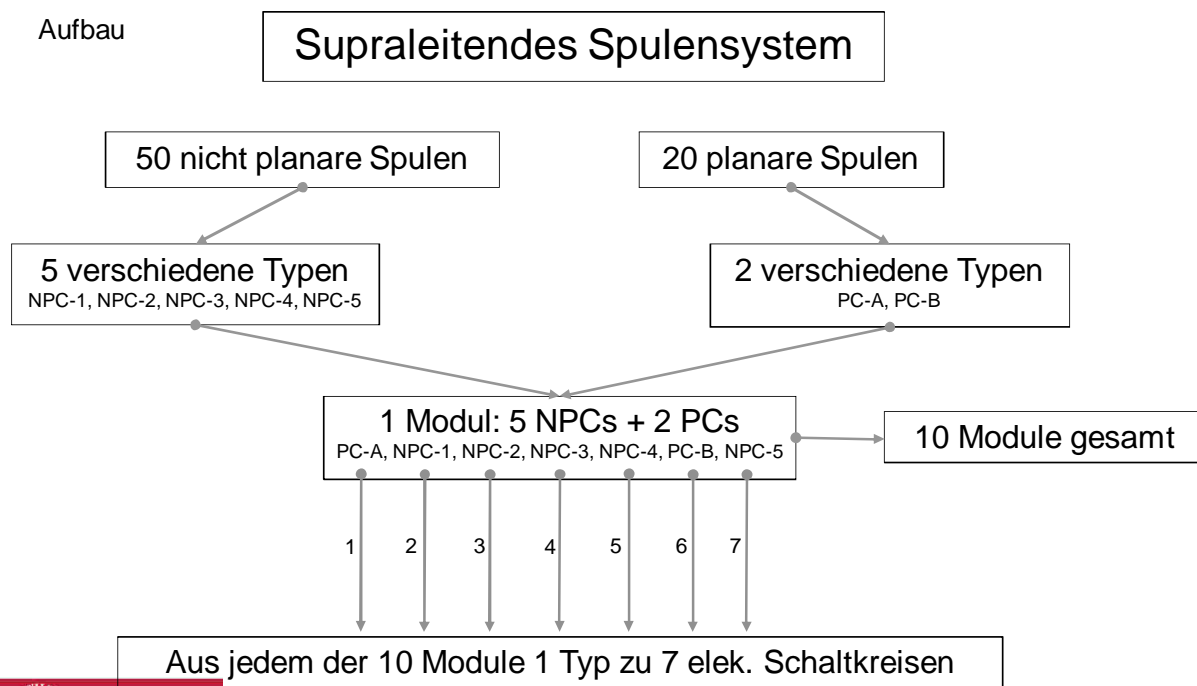 Aufbau
Supraleitendes Spulensystem
50 nicht planare Spulen
20 planare Spulen
5 verschiedene Typen
NPC-1, NPC-2, NPC-3, NPC-4, NPC-5
2 verschiedene Typen
PC-A, PC-B
1 Modul: 5 NPCs + 2 PCs
PC-A, NPC-1, NPC-2, NPC-3, NPC-4, PC-B, NPC-5
10 Module gesamt
1 2 3 4 5 6 7
Aus jedem der 10 Module 1 Typ zu 7 elek. Schaltkreisen